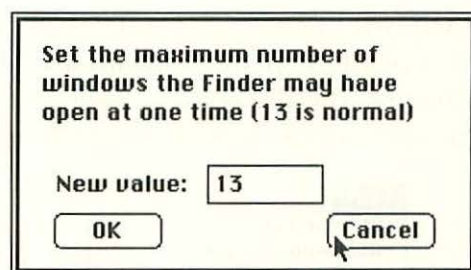 Set the maximum number of
windows the Finder may have
open at one time (13 is normal)
New value: 13
OK Cancel